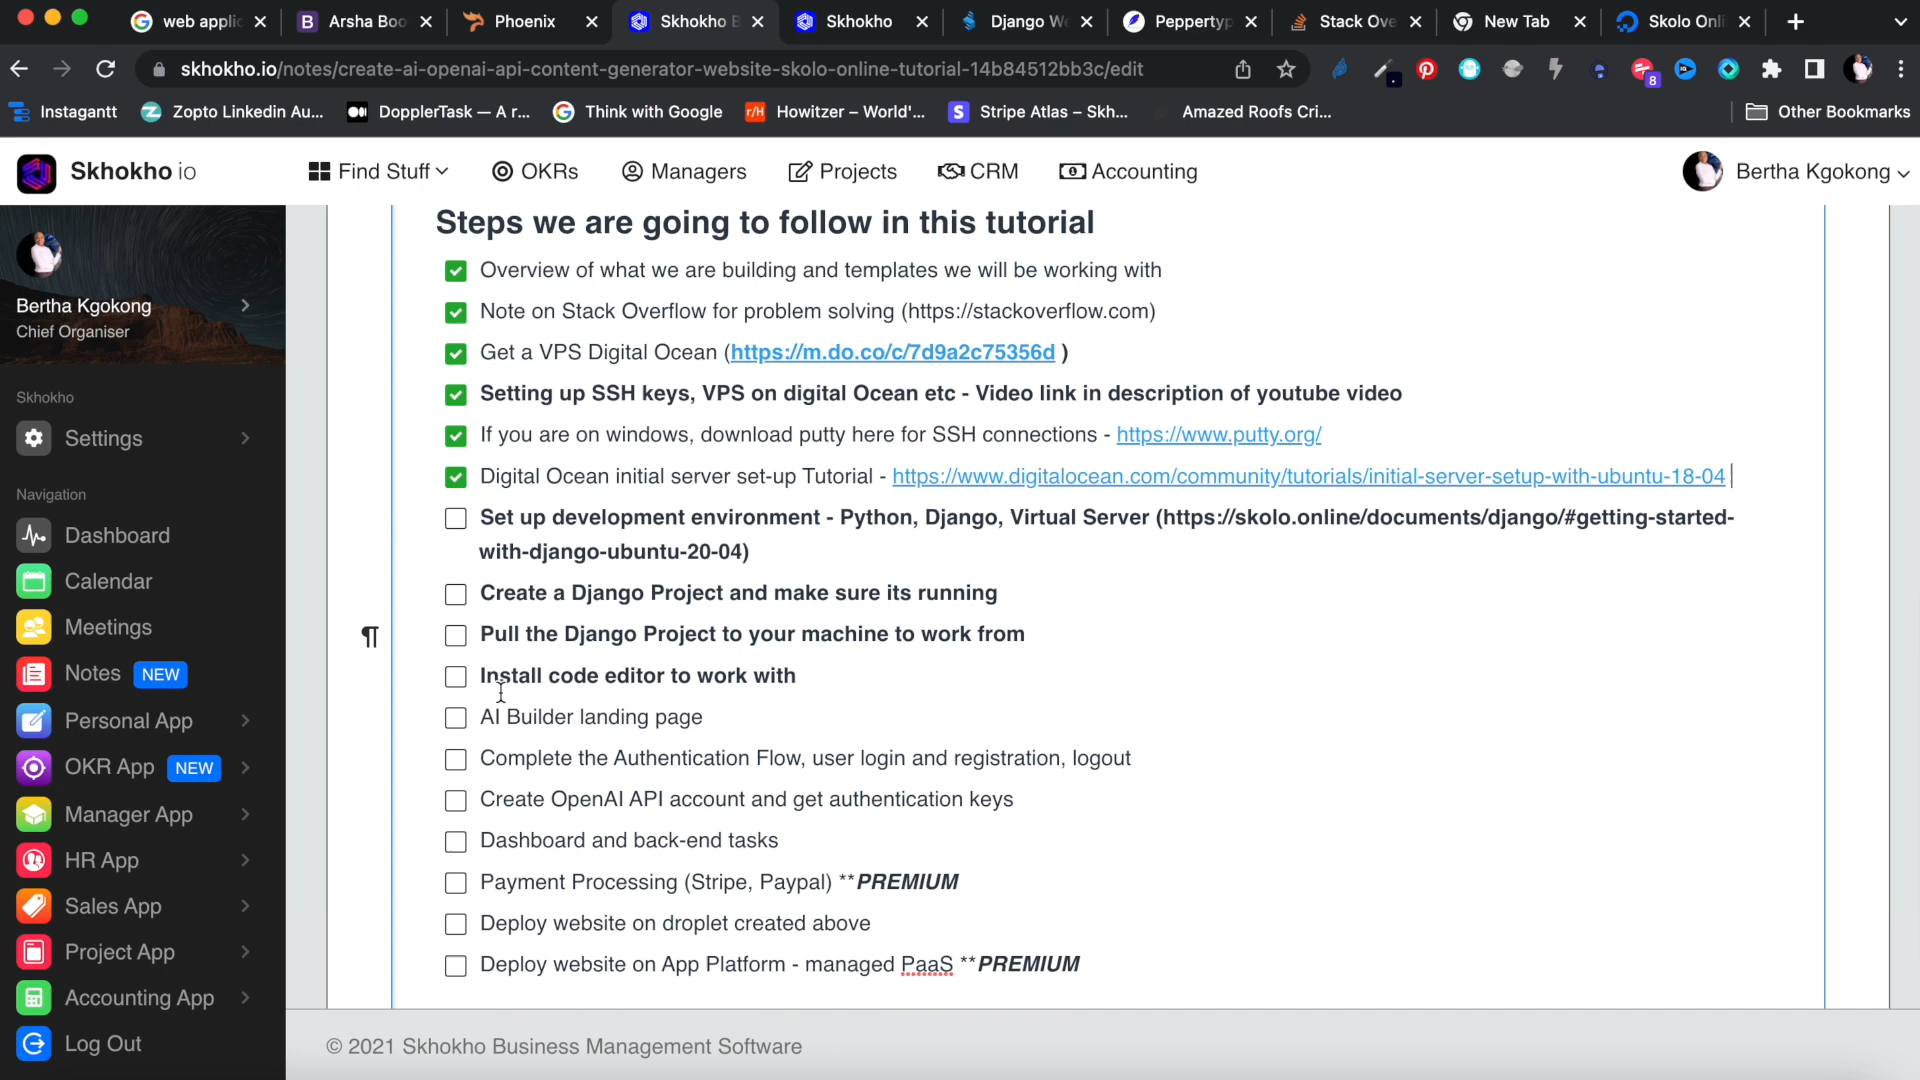 web applic
Arsha Boo
Phoenix
Skhokho B
Skhokho
Django We
Peppertyp
Stack Ove
New Tab
Skolo Onli
skhokho.io/notes/create-ai-openai-api-content-generator-website-skolo-online-tutorial-14b84512bb3c/edit
8
Instagantt
Zopto Linkedin Au...
DopplerTask — A r...
Think with Google
r/H
Howitzer – World'...
S
Stripe Atlas – Skh...
Amazed Roofs Cri...
Other Bookmarks
Skhokho io
Find Stuff
OKRs
Managers
Projects
CRM
Accounting
Bertha Kgokong
Bertha Kgokong
Chief Organiser
Skhokho
Settings
Navigation
Dashboard
Calendar
Meetings
Notes NEW
Personal App
OKR App NEW
Manager App
HR App
Sales App
Project App
Accounting App
Log Out
Steps we are going to follow in this tutorial
Overview of what we are building and templates we will be working with
Note on Stack Overflow for problem solving (https://stackoverflow.com)
Get a VPS Digital Ocean (https://m.do.co/c/7d9a2c75356d )
Setting up SSH keys, VPS on digital Ocean etc - Video link in description of youtube video
If you are on windows, download putty here for SSH connections - https://www.putty.org/
Digital Ocean initial server set-up Tutorial - https://www.digitalocean.com/community/tutorials/initial-server-setup-with-ubuntu-18-04
Set up development environment - Python, Django, Virtual Server (https://skolo.online/documents/django/#getting-started-
with-django-ubuntu-20-04)
Create a Django Project and make sure its running
¶
Pull the Django Project to your machine to work from
Install code editor to work with
AI Builder landing page
Complete the Authentication Flow, user login and registration, logout
Create OpenAI API account and get authentication keys
Dashboard and back-end tasks
Payment Processing (Stripe, Paypal) **PREMIUM
Deploy website on droplet created above
Deploy website on App Platform - managed PaaS **PREMIUM
© 2021 Skhokho Business Management Software